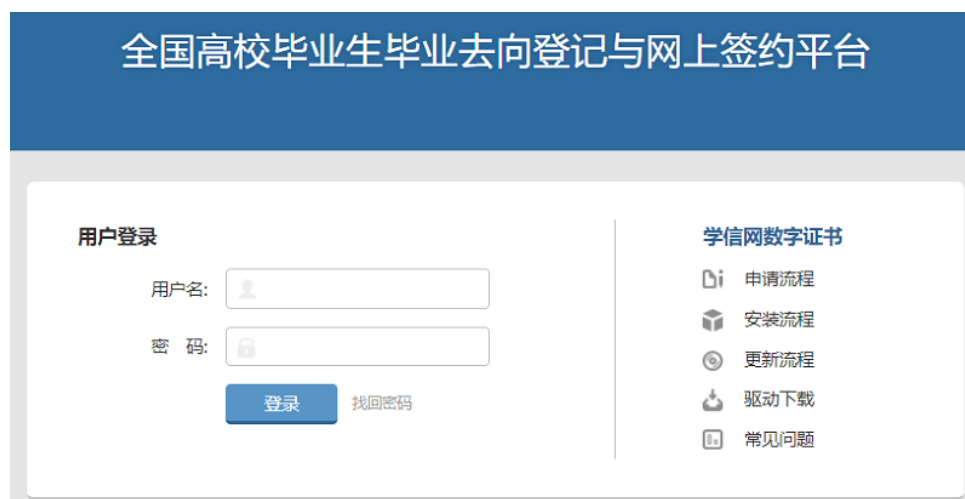 全国高校毕业生毕业去向登记与网上签约平台
用户登录
用户名:
密 码:
登录 找回密码
学信网数字证书
申请流程
安装流程
更新流程
驱动下载
常见问题